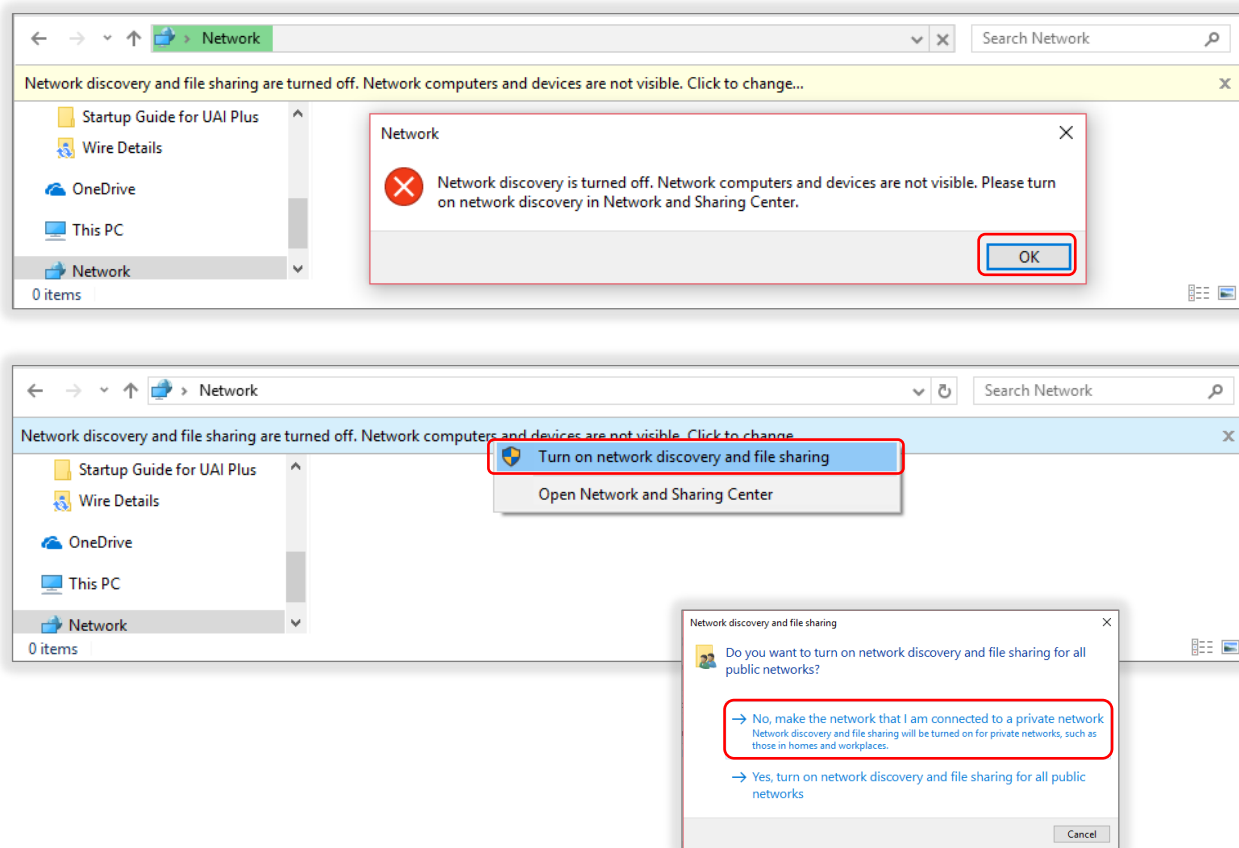 Network
Search Network
Network discovery and file sharing are turned off. Network computers and devices are not visible. Click to change...
Startup Guide for UAI Plus
Wire Details
OneDrive
This PC
Network
0 items
Network
Network discovery is turned off. Network computers and devices are not visible. Please turn
on network discovery in Network and Sharing Center.
OK
Network
Search Network
Network discovery and file sharing are turned off. Network computers and devices are not visible. Click to change
Turn on network discovery and file sharing
Open Network and Sharing Center
Startup Guide for UAI Plus
Wire Details
OneDrive
This PC
Network
0 items
Network discovery and file sharing
Do you want to turn on network discovery and file sharing for all
public networks?
No, make the network that I am connected to a private network
Network discovery and file sharing will be turned on for private networks, such as
those in homes and workplaces.
Yes, turn on network discovery and file sharing for all public
networks
Cancel